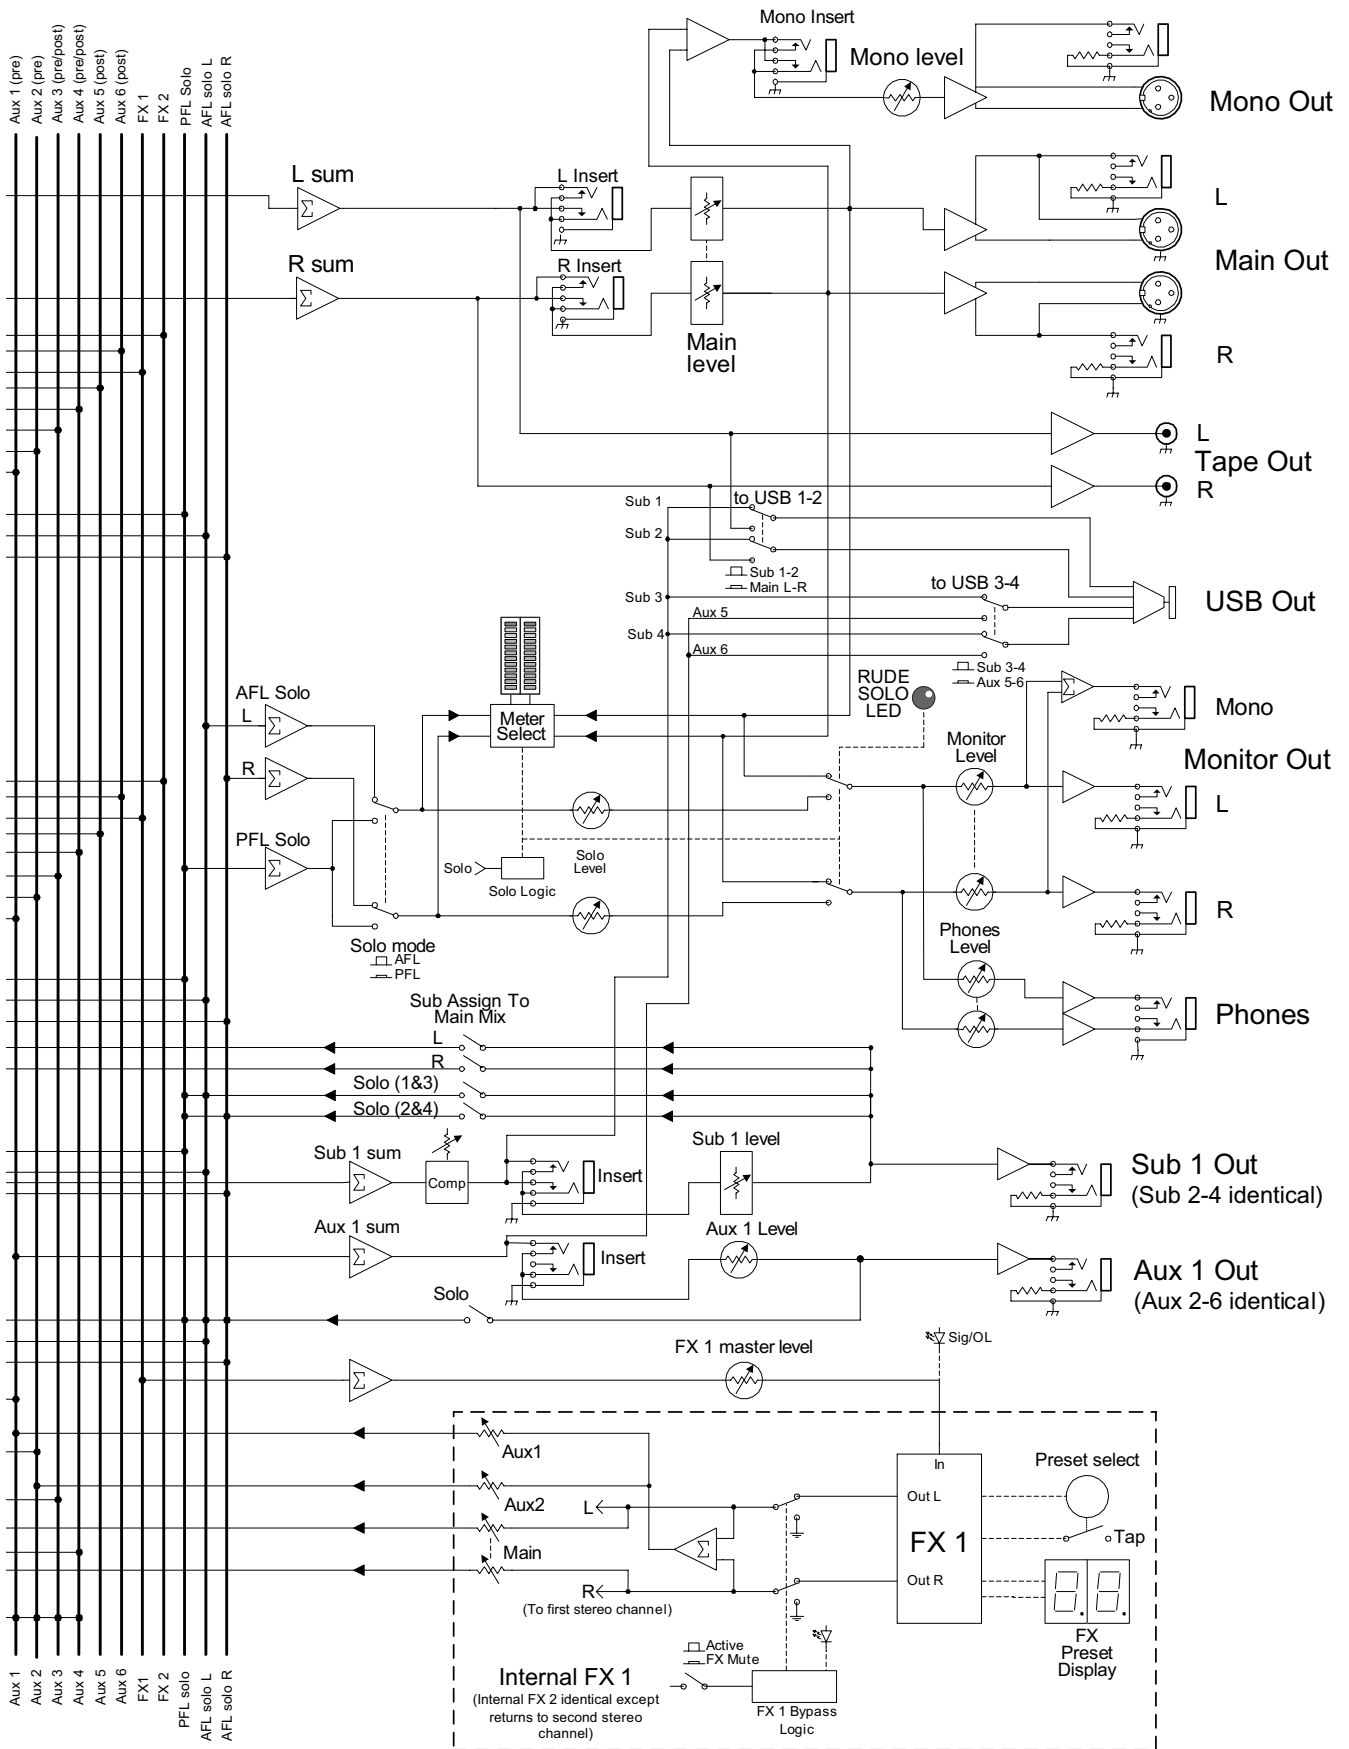 Aux 1 (pre)
Aux 2 (pre)
Aux 3 (pre/post)
Aux 4 (pre/post)
Aux 5 (post)
Aux 6 (post)
FX 1
FX 2
PFL Solo
AFL solo L
AFL solo R
Mono Insert
Mono level
Mono Out
L sum
L Insert
L
R sum
R Insert
Main Out
Main
level
R
L
Tape Out
R
Sub 1
to USB 1-2
Sub 2
Sub 1-2
Main L-R
to USB 3-4
Sub 3
Aux 5
USB Out
Sub 4
Aux 6
Sub 3-4
Aux 5-6
RUDE
SOLO
LED
AFL Solo
L
Meter
Select
Mono
Monitor
Level
R
Monitor Out
L
PFL Solo
Solo
Solo Logic
Solo
Level
R
Phones
Level
Solo mode
AFL
PFL
Sub Assign To
Main Mix
Phones
L
R
Solo (1&3)
Solo (2&4)
Sub 1 sum
Comp
Insert
Sub 1 level
Sub 1 Out
(Sub 2-4 identical)
Aux 1 sum
Insert
Aux 1 Level
Aux 1 Out
(Aux 2-6 identical)
Solo
FX 1 master level
Sig/OL
Aux1
In
Preset select
Aux2
L
Out L
FX 1
Tap
Main
R
Out R
(To first stereo channel)
FX
Preset
Display
Active
FX Mute
Internal FX 1
(Internal FX 2 identical except
returns to second stereo
channel)
FX 1 Bypass
Logic
Aux 1
Aux 2
Aux 3
Aux 4
Aux 5
Aux 6
FX1
FX 2
PFL solo
AFL solo L
AFL solo R